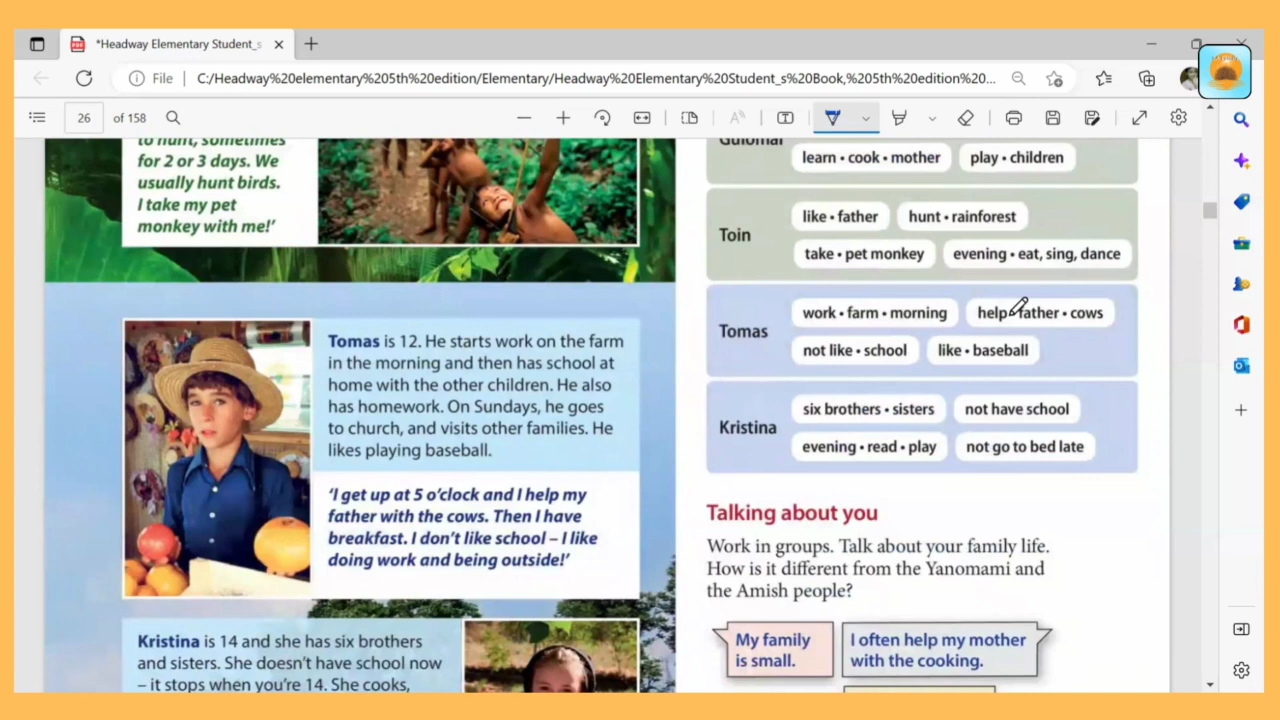 *Headway Elementary Student_s
File
C:/Headway%20elementary%205th%20edition/Elementary/Headway%20Elementary%20Student_s%20Book,%205th%20edition%20...
26
of 158
to hunt, sometimes
for 2 or 3 days. We
usually hunt birds.
I take my pet
monkey with me!'
Tomas is 12. He starts work on the farm
in the morning and then has school at
home with the other children. He also
has homework. On Sundays, he goes
to church, and visits other families. He
likes playing baseball.
'I get up at 5 o'clock and I help my
father with the cows. Then I have
breakfast. I don't like school – I like
doing work and being outside!'
Kristina is 14 and she has six brothers
and sisters. She doesn't have school now
– it stops when you're 14. She cooks,
Guiomar
learn • cook • mother
play • children
Toin
like • father
hunt • rainforest
take • pet monkey
evening • eat, sing, dance
Tomas
work • farm • morning
help • father • cows
not like • school
like • baseball
Kristina
six brothers • sisters
not have school
evening • read • play
not go to bed late
Talking about you
Work in groups. Talk about your family life.
How is it different from the Yanomami and
the Amish people?
My family
is small.
I often help my mother
with the cooking.